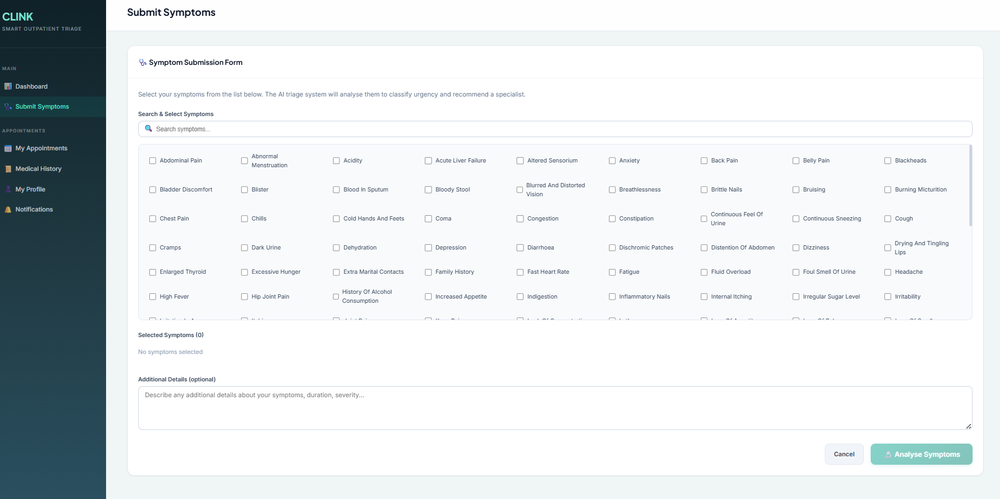 CLINK
SMART OUTPATIENT TRIAGE
MAIN
Dashboard
Submit Symptoms
APPOINTMENTS
My Appointments
Medical History
My Profile
Notifications
Submit Symptoms
Symptom Submission Form
Select your symptoms from the list below. The AI triage system will analyse them to classify urgency and recommend a specialist.
Search & Select Symptoms
Search symptoms...
Abdominal Pain
Abnormal
Menstruation
Acidity
Acute Liver Failure
Altered Sensorium
Anxiety
Back Pain
Belly Pain
Blackheads
Bladder Discomfort
Blister
Blood In Sputum
Bloody Stool
Blurred And Distorted
Vision
Breathlessness
Brittle Nails
Bruising
Burning Micturition
Chest Pain
Chills
Cold Hands And Feets
Coma
Congestion
Constipation
Continuous Feel Of
Urine
Continuous Sneezing
Cough
Cramps
Dark Urine
Dehydration
Depression
Diarrhoea
Dischromic Patches
Distention Of Abdomen
Dizziness
Drying And Tingling
Lips
Enlarged Thyroid
Excessive Hunger
Extra Marital Contacts
Family History
Fast Heart Rate
Fatigue
Fluid Overload
Foul Smell Of Urine
Headache
High Fever
Hip Joint Pain
History Of Alcohol
Consumption
Increased Appetite
Indigestion
Inflammatory Nails
Internal Itching
Irregular Sugar Level
Irritability
Selected Symptoms (0)
No symptoms selected
Additional Details (optional)
Describe any additional details about your symptoms, duration, severity...
Cancel
Analyse Symptoms